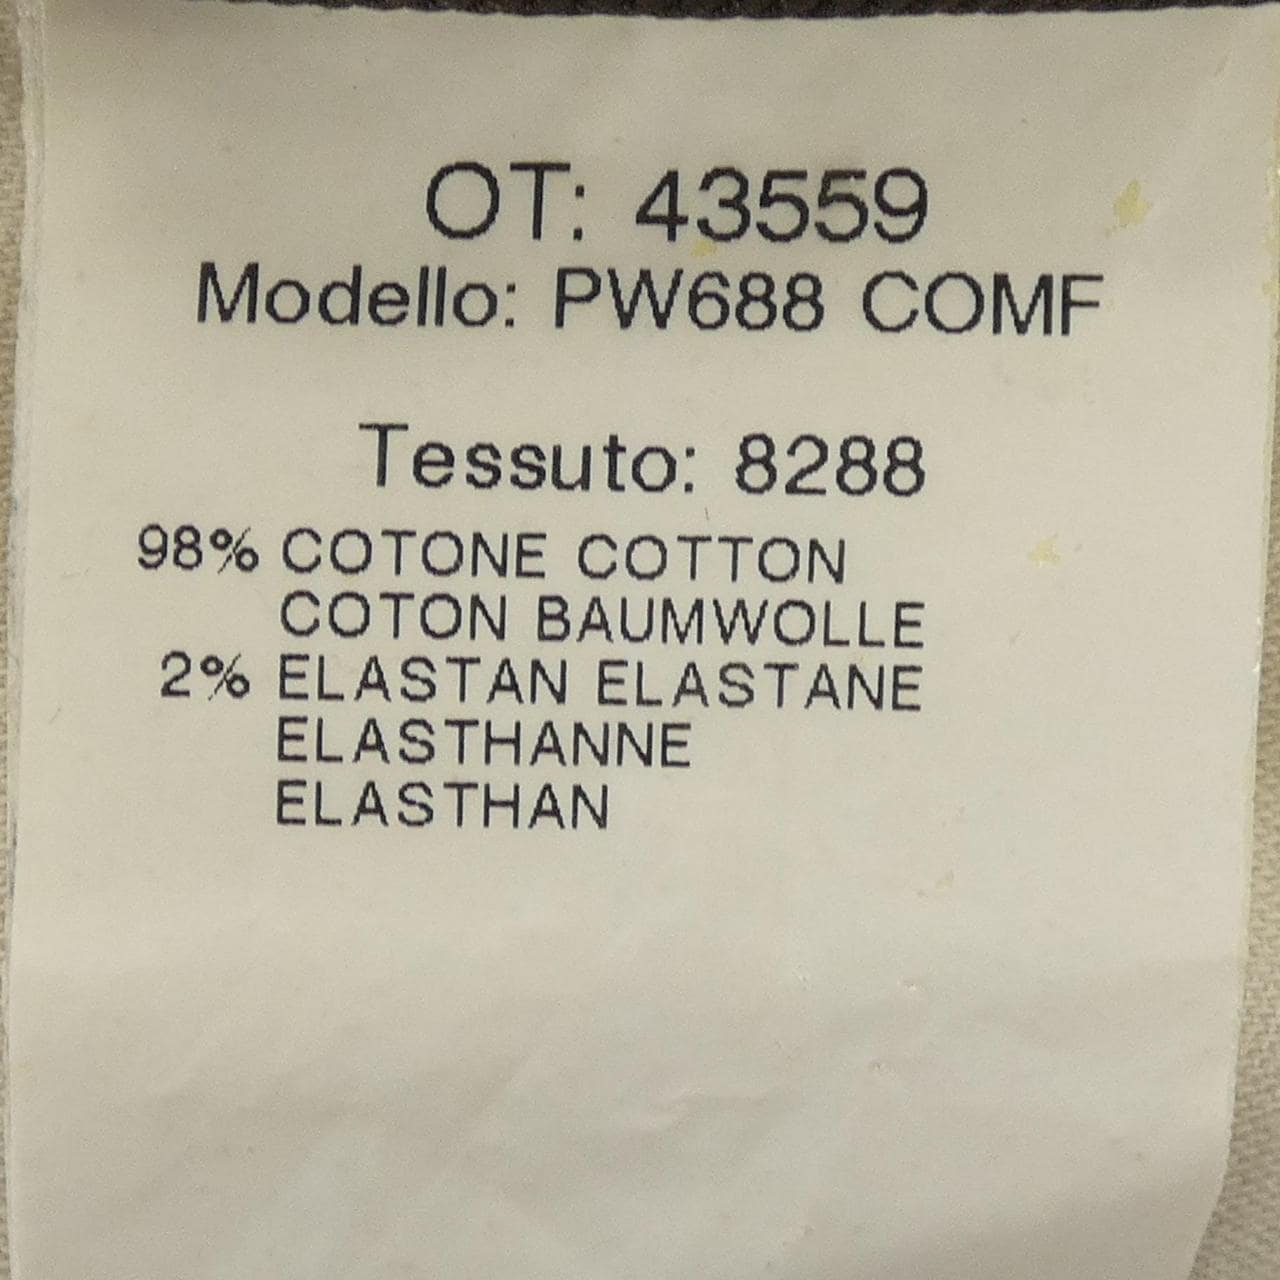 OT: 43559
Modello: PW688 COMF
Tessuto: 8288
98% COTONE COTTON
COTON BAUMWOLLE
2% ELASTAN ELASTANE
ELASTHANNE
ELASTHAN